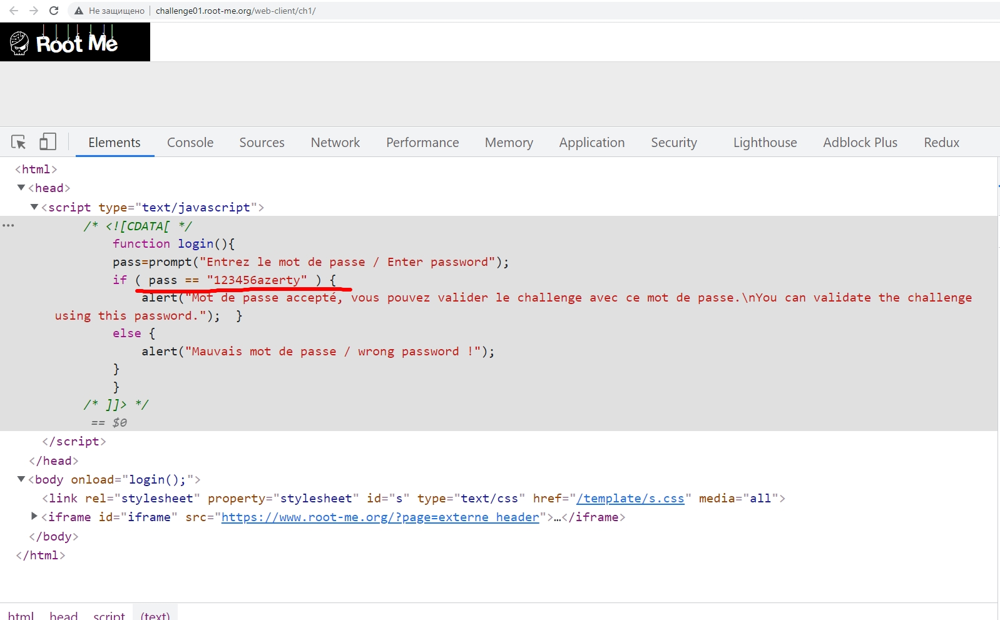 Не защищено challenge01.root-me.org/web-client/ch1/
Root Me
Elements Console Sources Network Performance Memory Application Security Lighthouse Adblock Plus Redux
<html>
<head>
<script type="text/javascript">
/* <![CDATA[ */
function login(){
pass=prompt("Entrez le mot de passe / Enter password");
if ( pass == "123456azerty" ) {
alert("Mot de passe accepté, vous pouvez valider le challenge avec ce mot de passe.\nYou can validate the challenge
using this password."); }
else {
alert("Mauvais mot de passe / wrong password !");
}
}
/* ]]> */
== $0
</script>
</head>
<body onload="login();">
<link rel="stylesheet" property="stylesheet" id="s" type="text/css" href="/template/s.css" media="all">
<iframe id="iframe" src="https://www.root-me.org/?page=externe_header">…</iframe>
</body>
</html>
html head script (text)